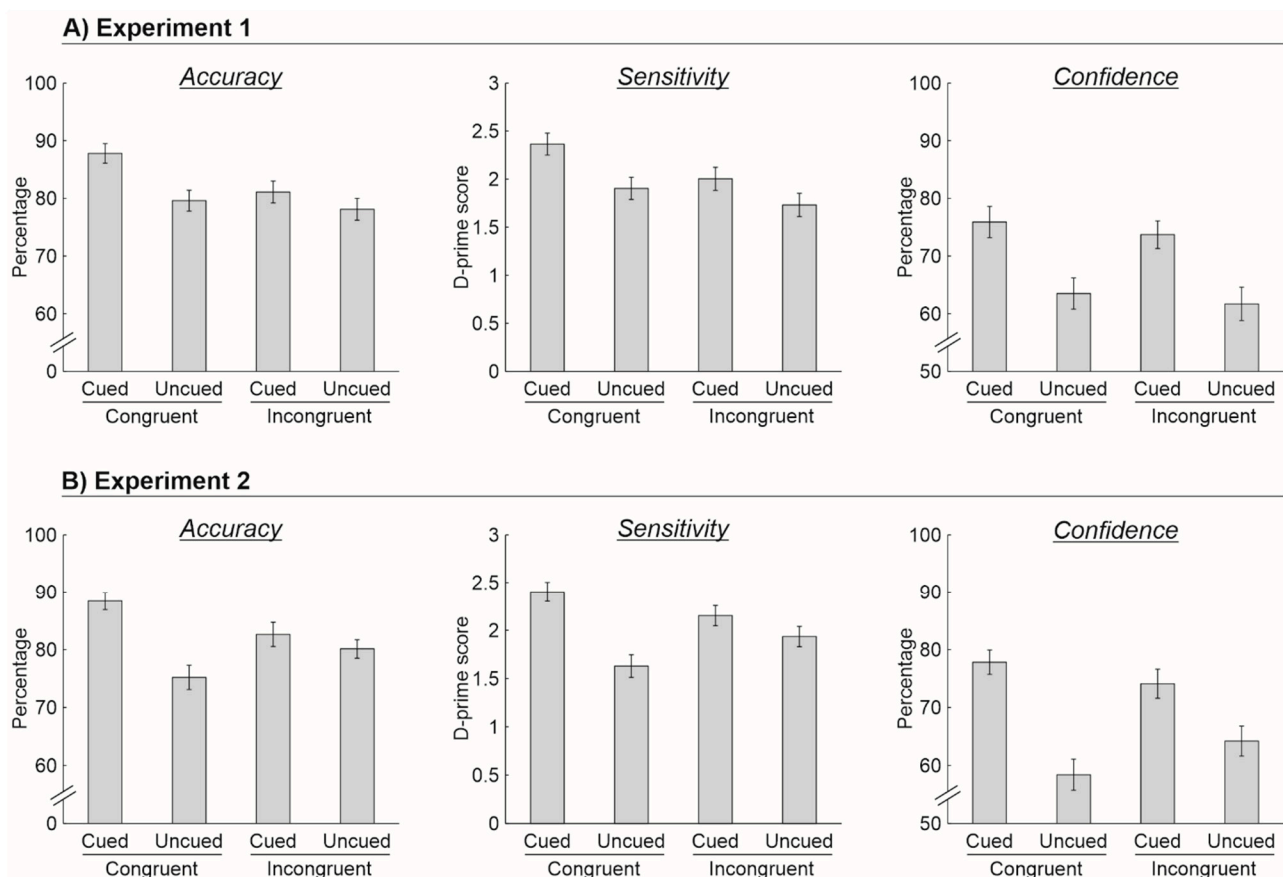 A) Experiment 1
Accuracy
Sensitivity
Confidence
100
90
80
70
60
0
Percentage
3
2.5
2
1.5
1
0.5
0
D-prime score
100
90
80
70
60
50
Percentage
Cued Uncued Cued Uncued
Congruent Incongruent
Cued Uncued Cued Uncued
Congruent Incongruent
Cued Uncued Cued Uncued
Congruent Incongruent
B) Experiment 2
Accuracy
Sensitivity
Confidence
100
90
80
70
60
0
Percentage
3
2.5
2
1.5
1
0.5
0
D-prime score
100
90
80
70
60
50
Percentage
Cued Uncued Cued Uncued
Congruent Incongruent
Cued Uncued Cued Uncued
Congruent Incongruent
Cued Uncued Cued Uncued
Congruent Incongruent